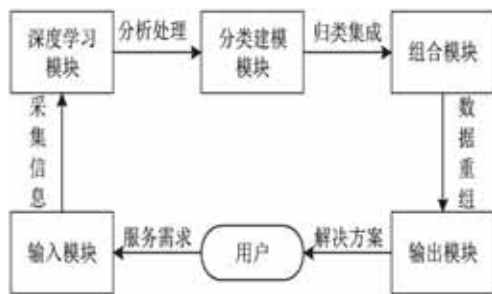 深度学习
模块
分析处理
分类建模
模块
归类集成
组合模块
采集信息
数据重组
输入模块
服务需求
用户
解决方案
输出模块